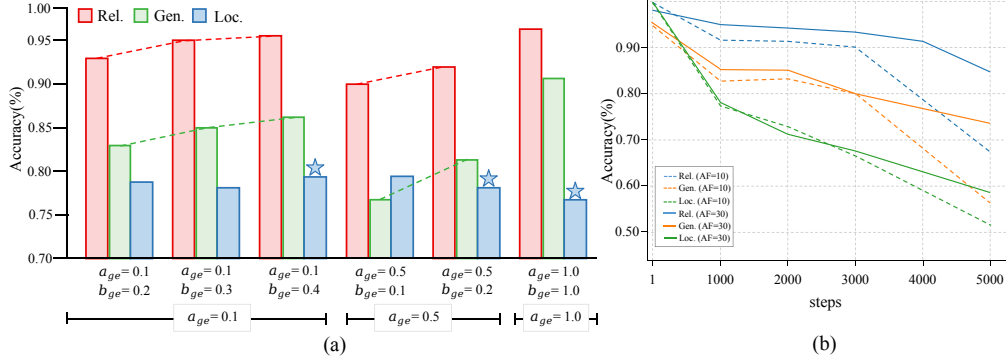 Rel. Gen. Loc.
Accuracy(%)
1.00
0.95
0.90
0.85
0.80
0.75
0.70
a_ge = 0.1
b_ge = 0.2
a_ge = 0.1
b_ge = 0.3
a_ge = 0.1
b_ge = 0.4
a_ge = 0.5
b_ge = 0.1
a_ge = 0.5
b_ge = 0.2
a_ge = 1.0
b_ge = 1.0
a_ge = 0.1
a_ge = 0.5
a_ge = 1.0
(a)
Accuracy(%)
0.90
0.80
0.70
0.60
0.50
Rel. (AF=10)
Gen. (AF=10)
Loc. (AF=10)
Rel. (AF=30)
Gen. (AF=30)
Loc. (AF=30)
1 1000 2000 3000 4000 5000
steps
(b)